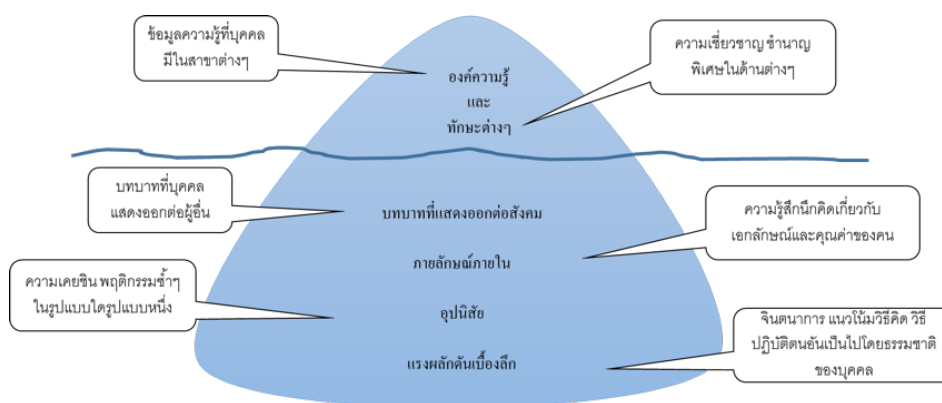 ข้อมูลความรู้ที่บุคคล
มีในสาขาต่างๆ
ความเชี่ยวชาญ ชำนาญ
พิเศษในด้านต่างๆ
องค์ความรู้
และ
ทักษะต่างๆ
บทบาทที่บุคคล
แสดงออกต่อผู้อื่น
บทบาทที่แสดงออกต่อสังคม
ความรู้สึกนึกคิดเกี่ยวกับ
เอกลักษณ์และคุณค่าของคน
ภายลักษณ์ภายใน
ความเคยชิน พฤติกรรมซ้ำๆ
ในรูปแบบใดรูปแบบหนึ่ง
อุปนิสัย
แรงผลักดันเบื้องลึก
จินตนาการ แนวโน้มวิธีคิด วิธี
ปฏิบัติตนอันเป็นไปโดยธรรมชาติ
ของบุคคล